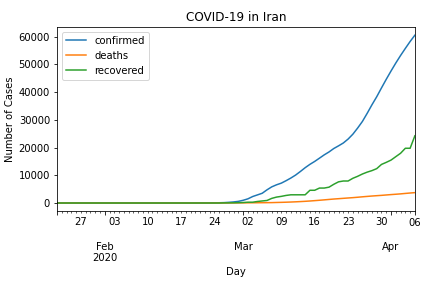 COVID-19 in Iran
confirmed
deaths
recovered
Number of Cases
60000
50000
40000
30000
20000
10000
0
27 03 10 17 24 02 09 16 23 30 06
Feb Mar Apr
2020
Day